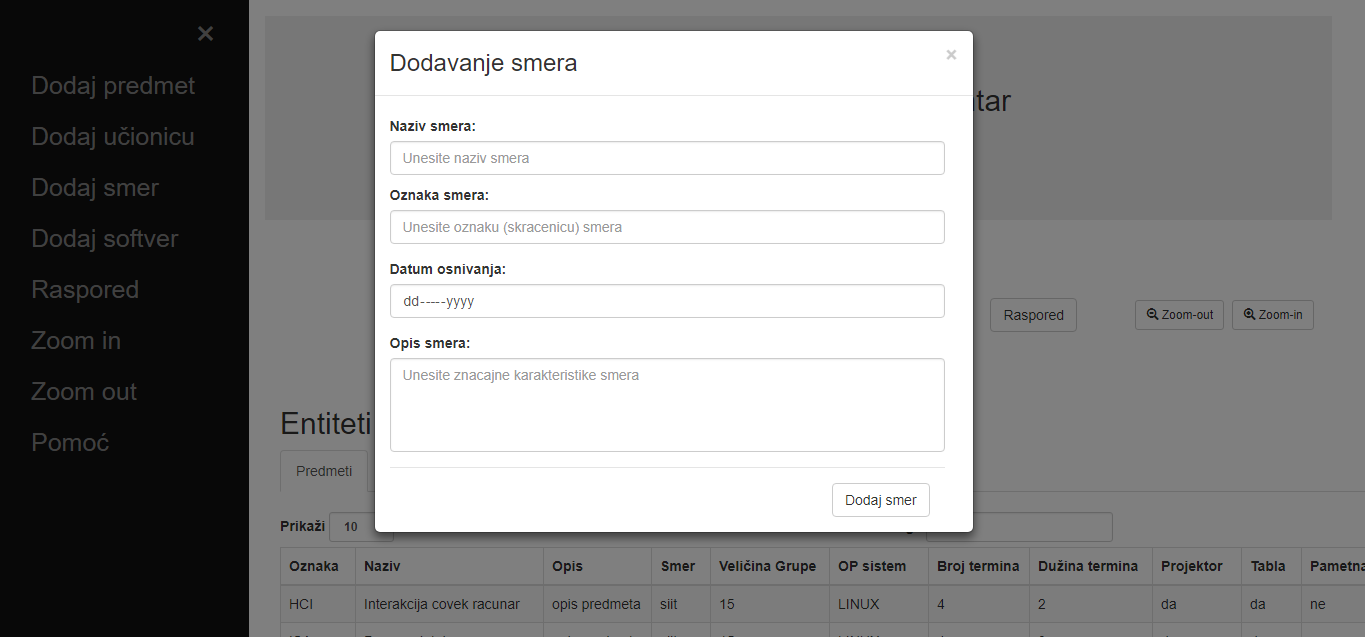 ×
Dodaj predmet
Dodaj učionicu
Dodaj smer
Dodaj softver
Raspored
Zoom in
Zoom out
Pomoć
Dodavanje smera
×
Naziv smera:
Unesite naziv smera
Oznaka smera:
Unesite oznaku (skracenicu) smera
Datum osnivanja:
dd-----yyyy
Opis smera:
Unesite znacajne karakteristike smera
Dodaj smer
tar
Raspored
Zoom-out
Zoom-in
Entiteti
Predmeti
Prikaži 10
Oznaka Naziv Opis Smer Veličina Grupe OP sistem Broj termina Dužina termina Projektor Tabla Pametna
HCI Interakcija covek racunar opis predmeta siit 15 LINUX 4 2 da da ne